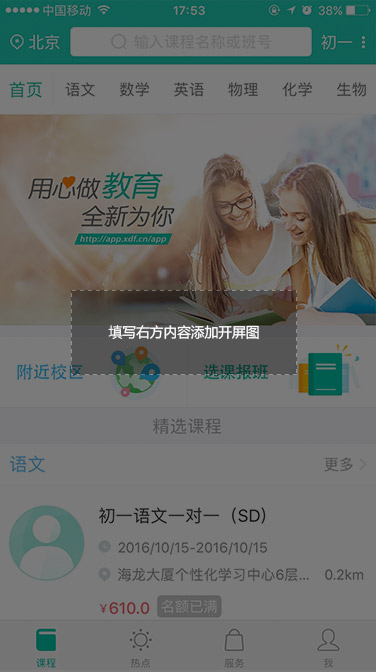 中国移动 17:53 38%
北京 输入课程名称或班号 初一
首页 语文 数学 英语 物理 化学 生物
用心做教育
全新为你
http://app.xdf.cn/app
填写右方内容添加开屏图
附近校区 选课报班
精选课程
语文 更多
初一语文一对一（SD）
2016/10/15-2016/10/15
海龙大厦个性化学习中心6层... 0.2km
¥610.0 名额已满
课程 热点 服务 我